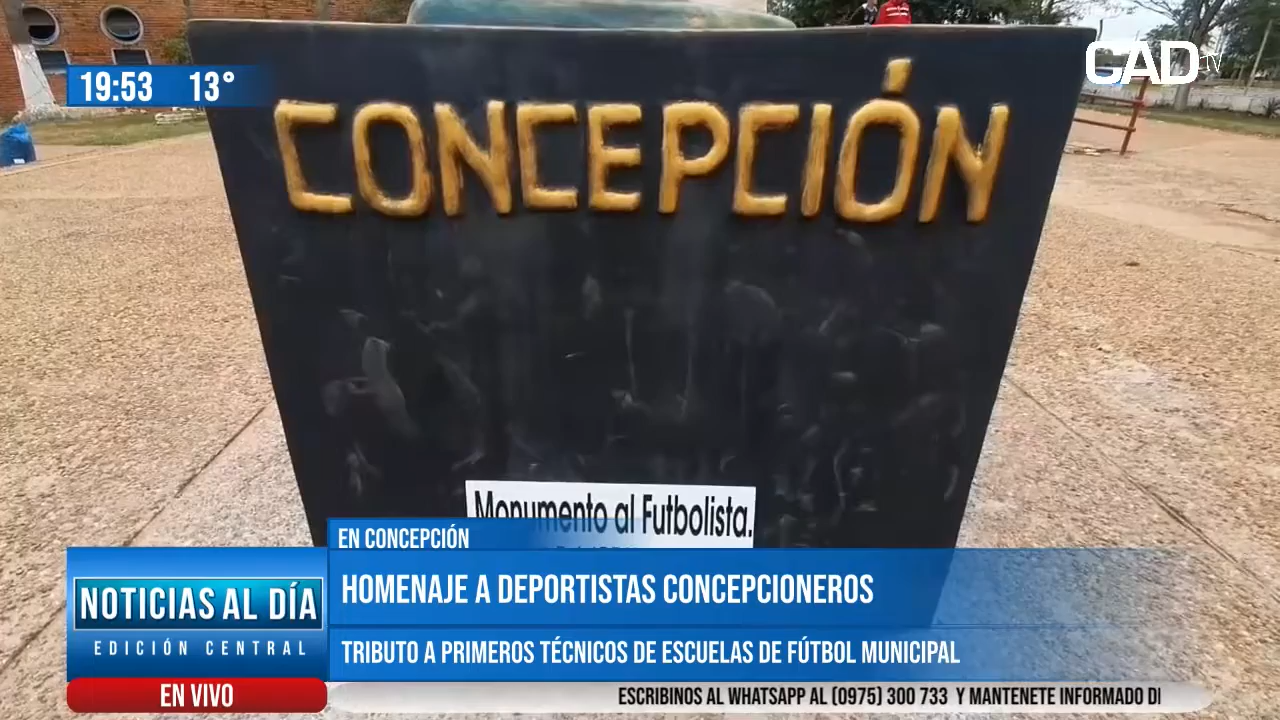 19:53 13°
CAD TV
CONCEPCIÓN
Monumento al Futbolista.
EN CONCEPCIÓN
HOMENAJE A DEPORTISTAS CONCEPCIONEROS
TRIBUTO A PRIMEROS TÉCNICOS DE ESCUELAS DE FÚTBOL MUNICIPAL
NOTICIAS AL DÍA
EDICIÓN CENTRAL
EN VIVO
ESCRIBINOS AL WHATSAPP AL (0975) 300 733 Y MANTENETE INFORMADO DI